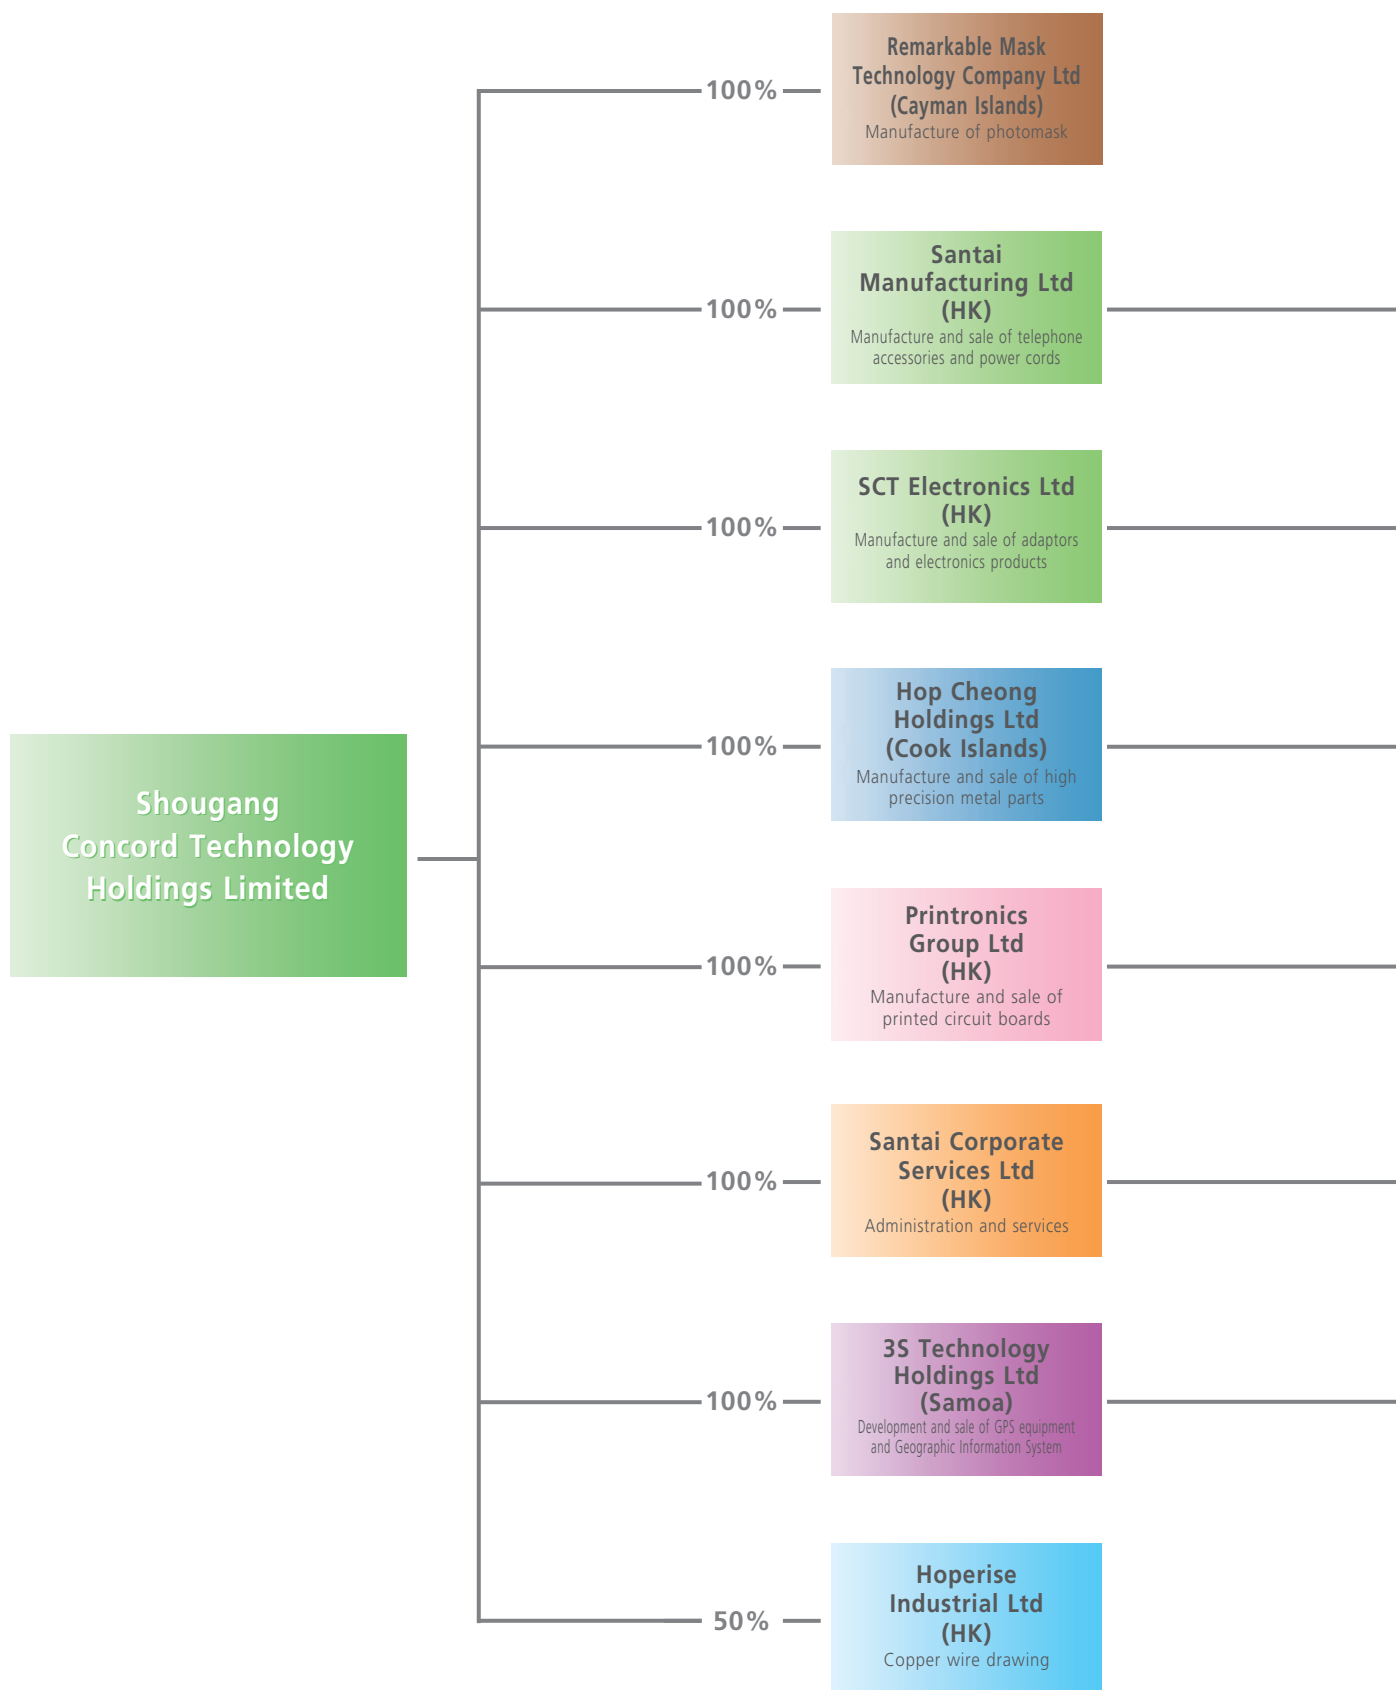 100%
Remarkable Mask
Technology Company Ltd
(Cayman Islands)
Manufacture of photomask
100%
Santai
Manufacturing Ltd
(HK)
Manufacture and sale of telephone
accessories and power cords
100%
SCT Electronics Ltd
(HK)
Manufacture and sale of adaptors
and electronics products
100%
Hop Cheong
Holdings Ltd
(Cook Islands)
Manufacture and sale of high
precision metal parts
Shougang
Concord Technology
Holdings Limited
100%
Printronics
Group Ltd
(HK)
Manufacture and sale of
printed circuit boards
100%
Santai Corporate
Services Ltd
(HK)
Administration and services
100%
3S Technology
Holdings Ltd
(Samoa)
Development and sale of GPS equipment
and Geographic Information System
50%
Hoperise
Industrial Ltd
(HK)
Copper wire drawing